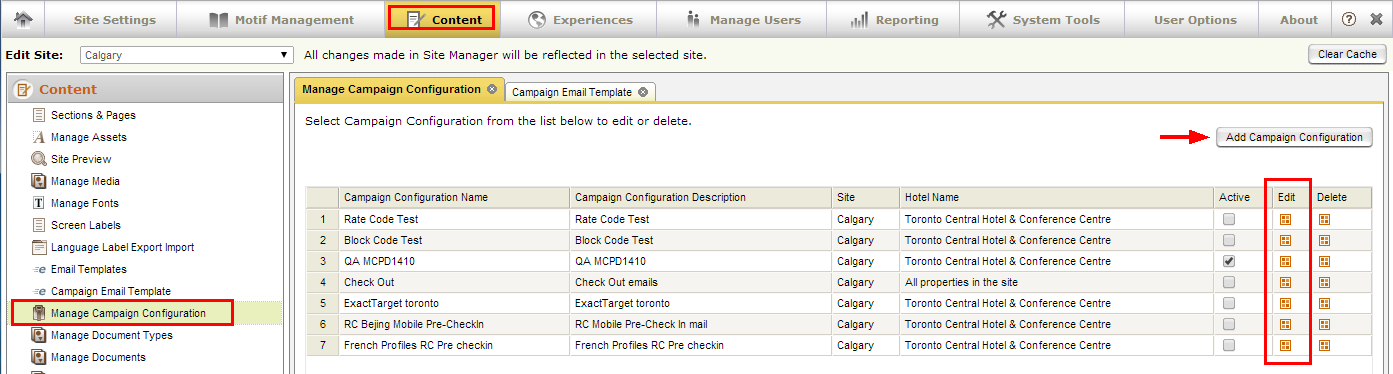 Site Settings Motif Management Content Experiences Manage Users Reporting System Tools User Options About
Edit Site: Calgary All changes made in Site Manager will be reflected in the selected site. Clear Cache
Content
Sections & Pages
Manage Assets
Site Preview
Manage Media
Manage Fonts
Screen Labels
Language Label Export Import
Email Templates
Campaign Email Template
Manage Campaign Configuration
Manage Document Types
Manage Documents
Manage Campaign Configuration Campaign Email Template
Select Campaign Configuration from the list below to edit or delete.
Add Campaign Configuration
Campaign Configuration Name Campaign Configuration Description Site Hotel Name Active Edit Delete
1 Rate Code Test Rate Code Test Calgary Toronto Central Hotel & Conference Centre
2 Block Code Test Block Code Test Calgary Toronto Central Hotel & Conference Centre
3 QA MCPD1410 QA MCPD1410 Calgary Toronto Central Hotel & Conference Centre
4 Check Out Check Out emails Calgary All properties in the site
5 ExactTarget toronto ExactTarget toronto Calgary Toronto Central Hotel & Conference Centre
6 RC Bejing Mobile Pre-CheckIn RC Mobile Pre-Check In mail Calgary Toronto Central Hotel & Conference Centre
7 French Profiles RC Pre checkin French Profiles RC Pre checkin Calgary Toronto Central Hotel & Conference Centre